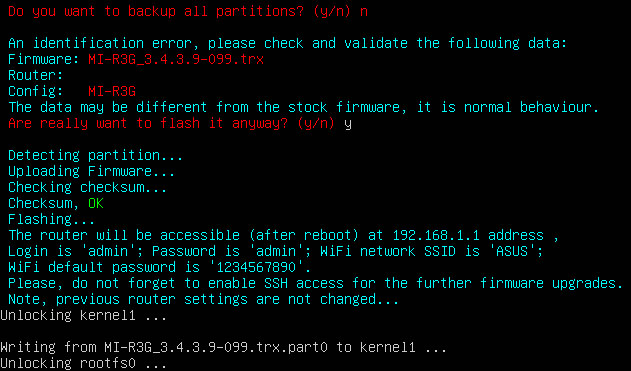 Do you want to backup all partitions? (y/n) n
An identification error, please check and validate the following data:
Firmware: MI-R3G_3.4.3.9-099.trx
Router:
Config: MI-R3G
The data may be different from the stock firmware, it is normal behaviour.
Are really want to flash it anyway? (y/n) y
Detecting partition...
Uploading Firmware...
Checking checksum...
Checksum, OK
Flashing...
The router will be accessible (after reboot) at 192.168.1.1 address ,
Login is 'admin'; Password is 'admin'; WiFi network SSID is 'ASUS';
WiFi default password is '1234567890'.
Please, do not forget to enable SSH access for the further firmware upgrades.
Note, previous router settings are not changed...
Unlocking kernel1 ...
Writing from MI-R3G_3.4.3.9-099.trx.part0 to kernel1 ...
Unlocking rootfs0 ...